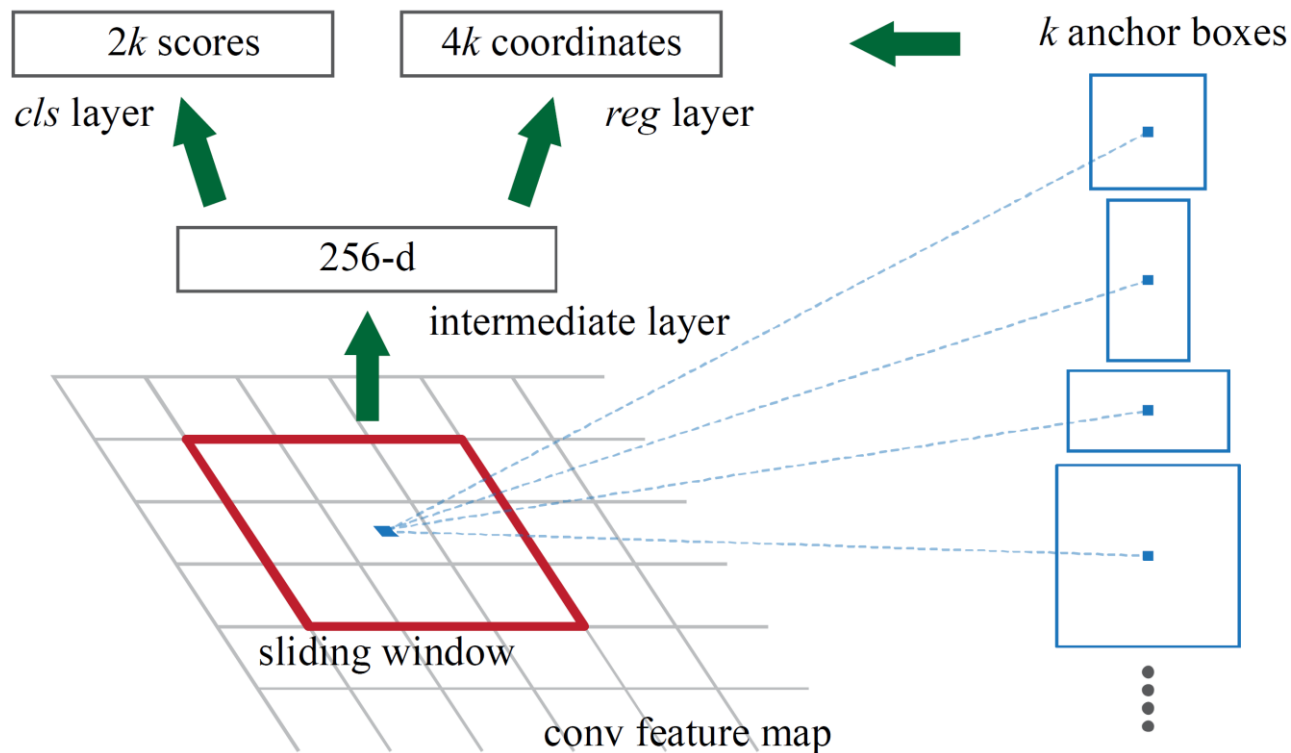 2k scores
4k coordinates
k anchor boxes
cls layer
reg layer
256-d
intermediate layer
sliding window
conv feature map